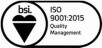 bsi.
ISO
9001:2015
Quality
Management